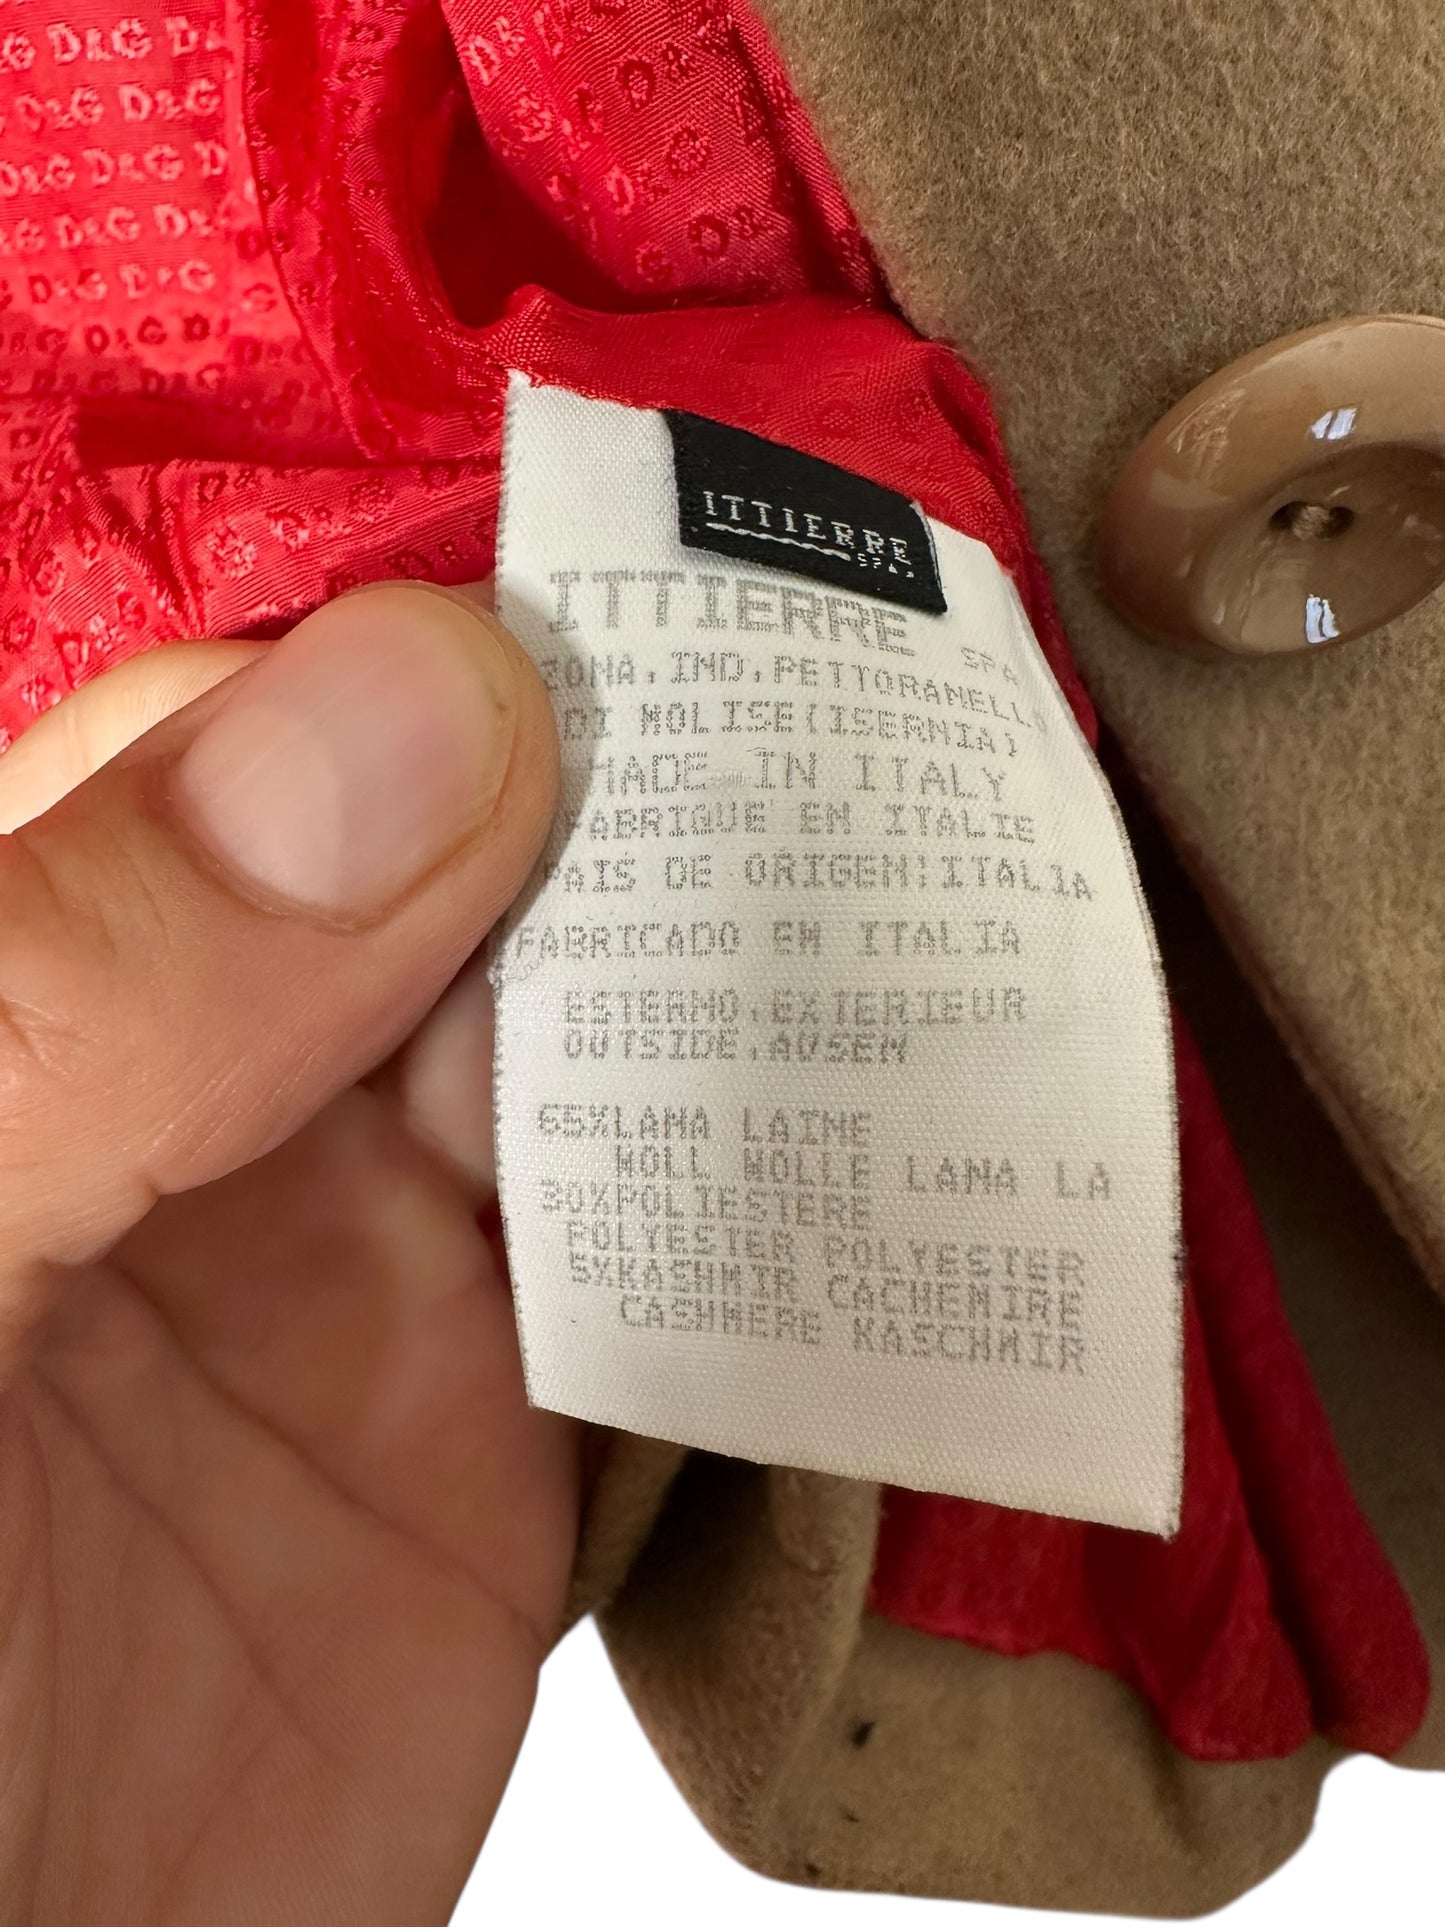 D&G D&G
D&G D&G
D&G D&G
D&G D&G
D&G
ITTIERRE
SPA
ITTIERRE SPA
ZONA.IND.PETTORANELLO
DI MOLISE(ISERNIA)
MADE IN ITALY
FABRIQUE EN ITALIE
PAIS DE ORIGEN:ITALIA
FABRICADO EN ITALIA
ESTERNO.EXTERIEUR
OUTSIDE.AUSEN
65%LANA LAINE
WOLL WOLLE LANA LA
30%POLIESTERE
POLYESTER POLYESTER
5%KASHMIR CACHEMIRE
CASHMERE KASCHMIR